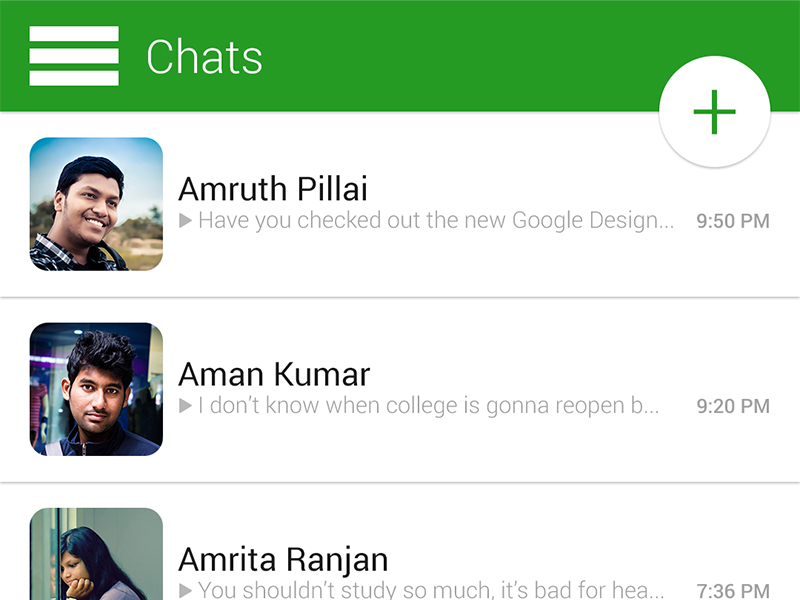 Chats
Amruth Pillai
Have you checked out the new Google Design... 9:50 PM
Aman Kumar
I don't know when college is gonna reopen b... 9:20 PM
Amrita Ranjan
You shouldn't study so much, it's bad for hea... 7:36 PM